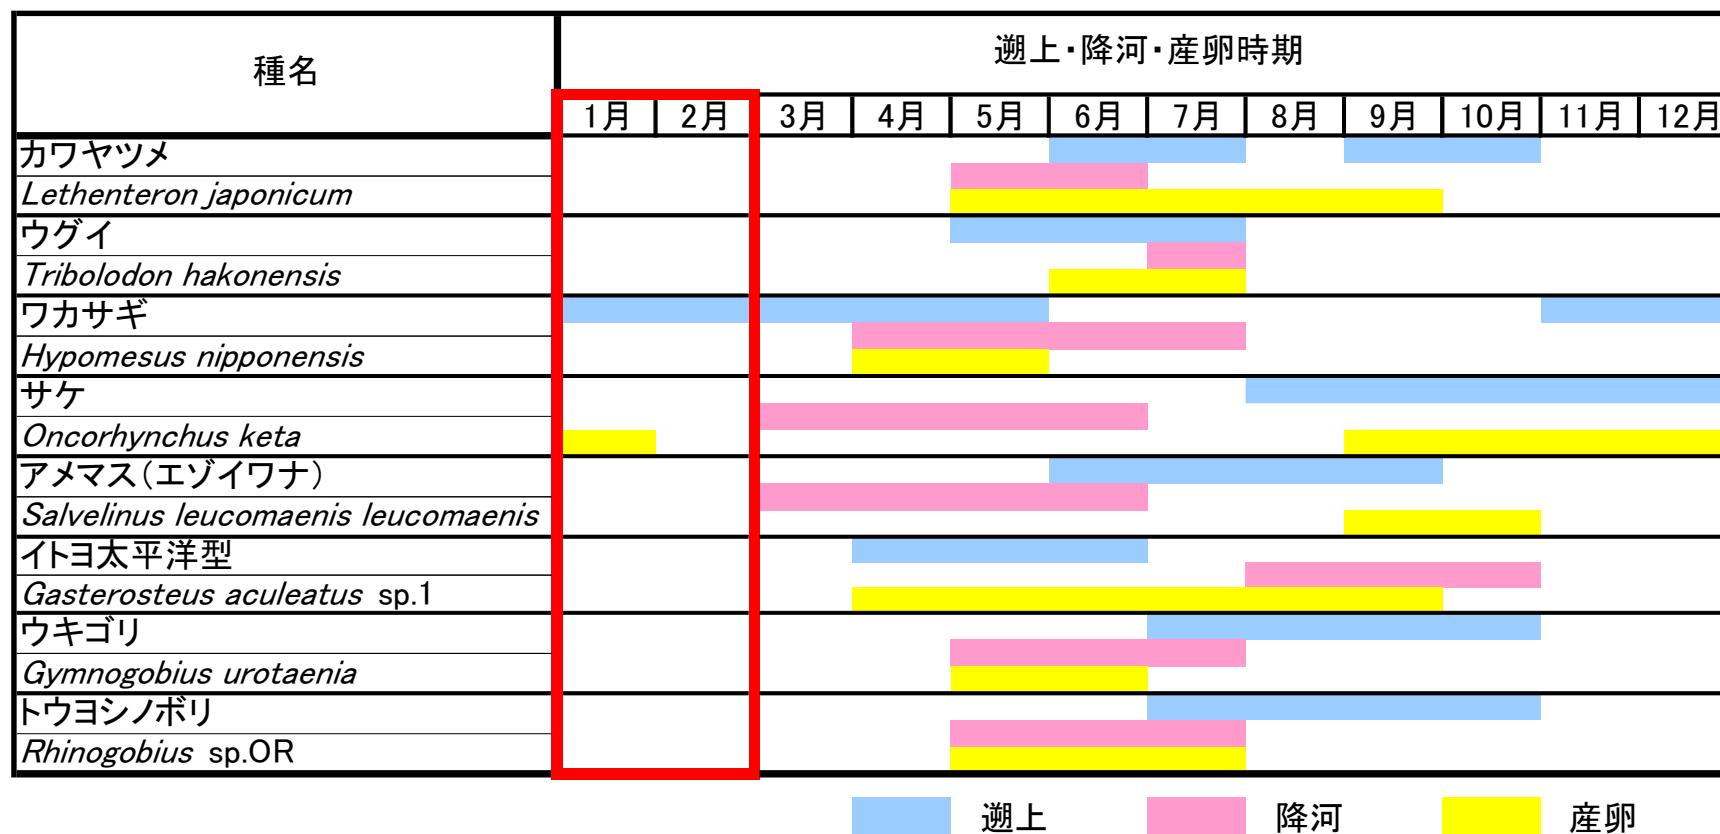 種名
遡上・降河・産卵時期
1月 2月 3月 4月 5月 6月 7月 8月 9月 10月 11月 12月
カワヤツメ
Lethenteron japonicum
ウグイ
Tribolodon hakonensis
ワカサギ
Hypomesus nipponensis
サケ
Oncorhynchus keta
アメマス（エゾイワナ）
Salvelinus leucomaenis leucomaenis
イトヨ太平洋型
Gasterosteus aculeatus sp.1
ウキゴリ
Gymnogobius urotaenia
トウヨシノボリ
Rhinogobius sp.OR
遡上 降河 産卵